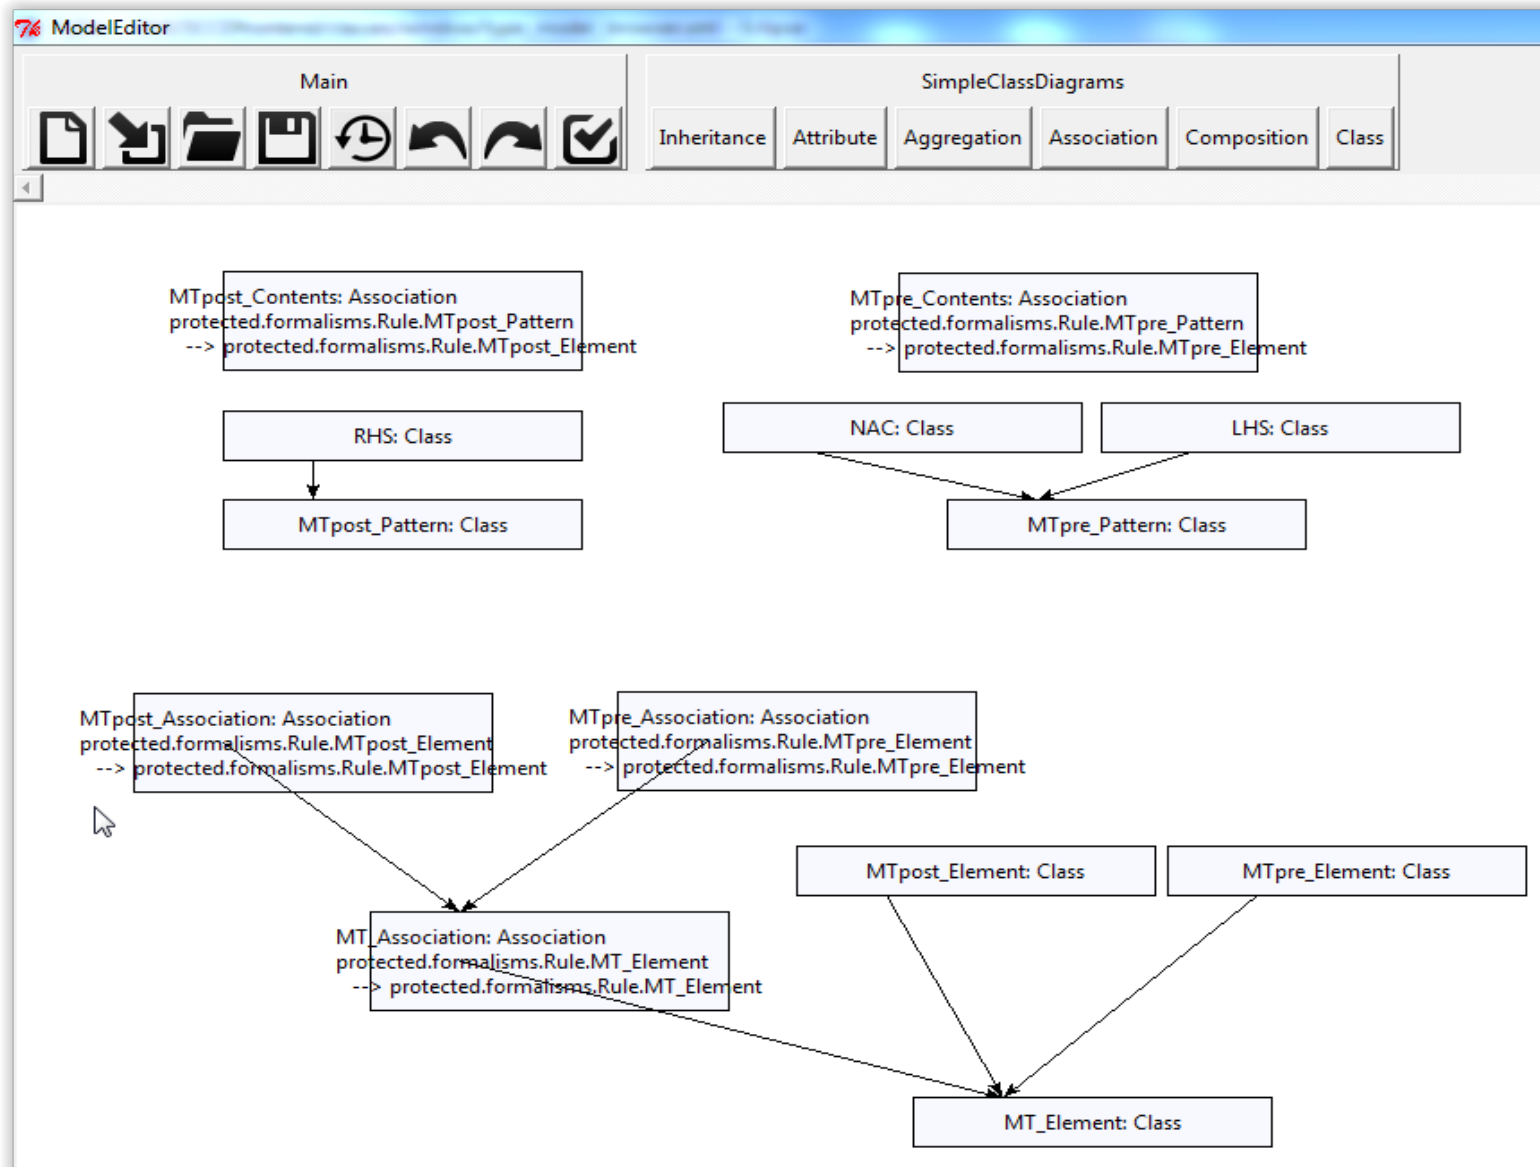 ModelEditor
Main
SimpleClassDiagrams
Inheritance
Attribute
Aggregation
Association
Composition
Class
MTpost_Contents: Association
protected.formalisms.Rule.MTpost_Pattern
--> protected.formalisms.Rule.MTpost_Element
MTpre_Contents: Association
protected.formalisms.Rule.MTpre_Pattern
--> protected.formalisms.Rule.MTpre_Element
RHS: Class
NAC: Class
LHS: Class
MTpost_Pattern: Class
MTpre_Pattern: Class
MTpost_Association: Association
protected.formalisms.Rule.MTpost_Element
--> protected.formalisms.Rule.MTpost_Element
MTpre_Association: Association
protected.formalisms.Rule.MTpre_Element
--> protected.formalisms.Rule.MTpre_Element
MTpost_Element: Class
MTpre_Element: Class
MT_Association: Association
protected.formalisms.Rule.MT_Element
--> protected.formalisms.Rule.MT_Element
MT_Element: Class